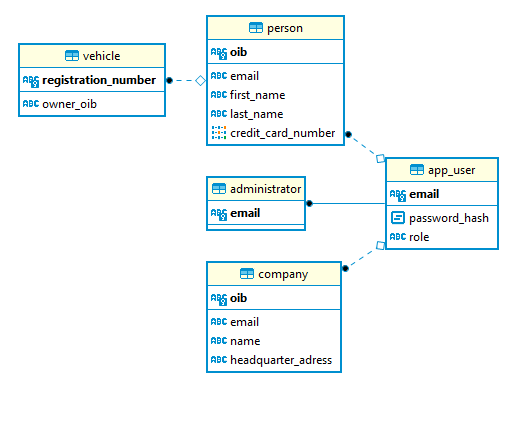 vehicle
registration_number
owner_oib
person
oib
email
first_name
last_name
credit_card_number
administrator
email
app_user
email
password_hash
role
company
oib
email
name
headquarter_adress